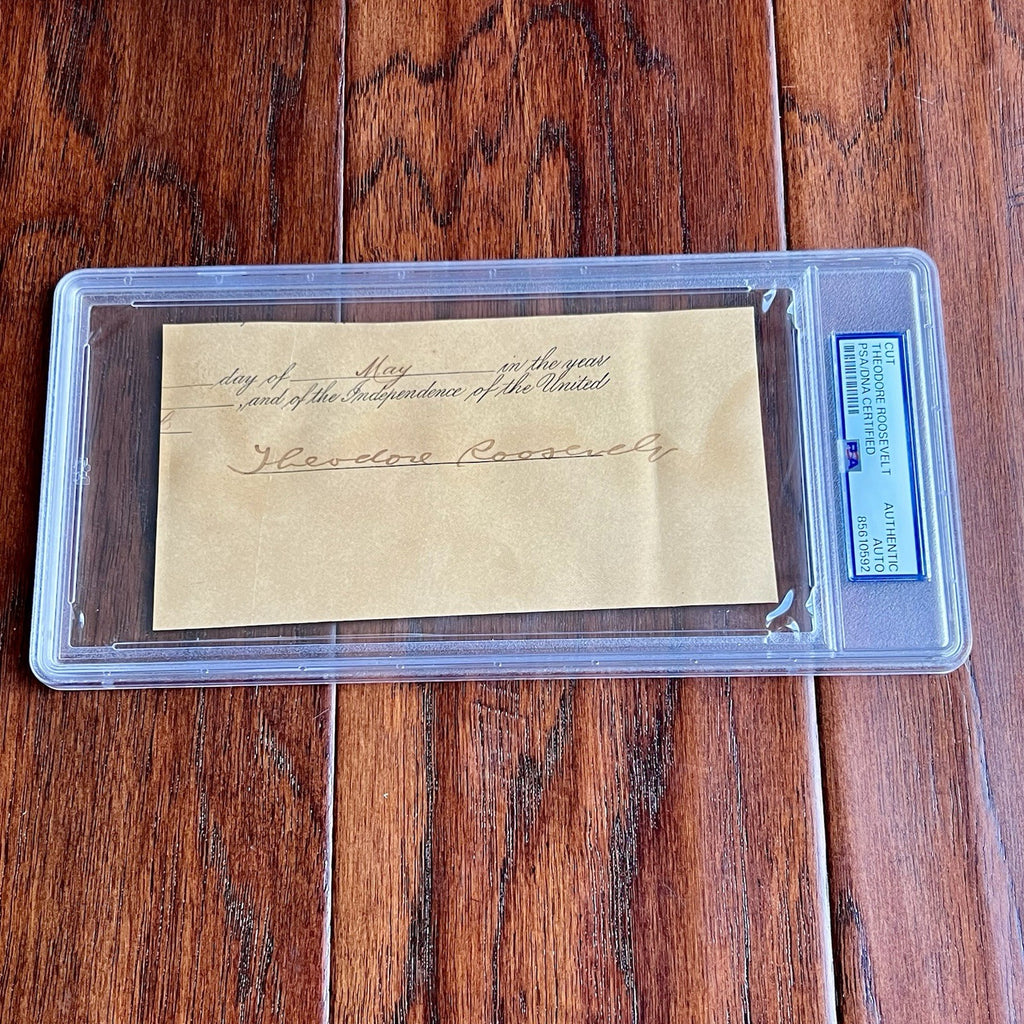 day of May in the year
, and of the Independence of the United
Theodore Roosevelt
CUT
THEODORE ROOSEVELT
PSA/DNA CERTIFIED
PSA
AUTHENTIC
AUTO
85610592